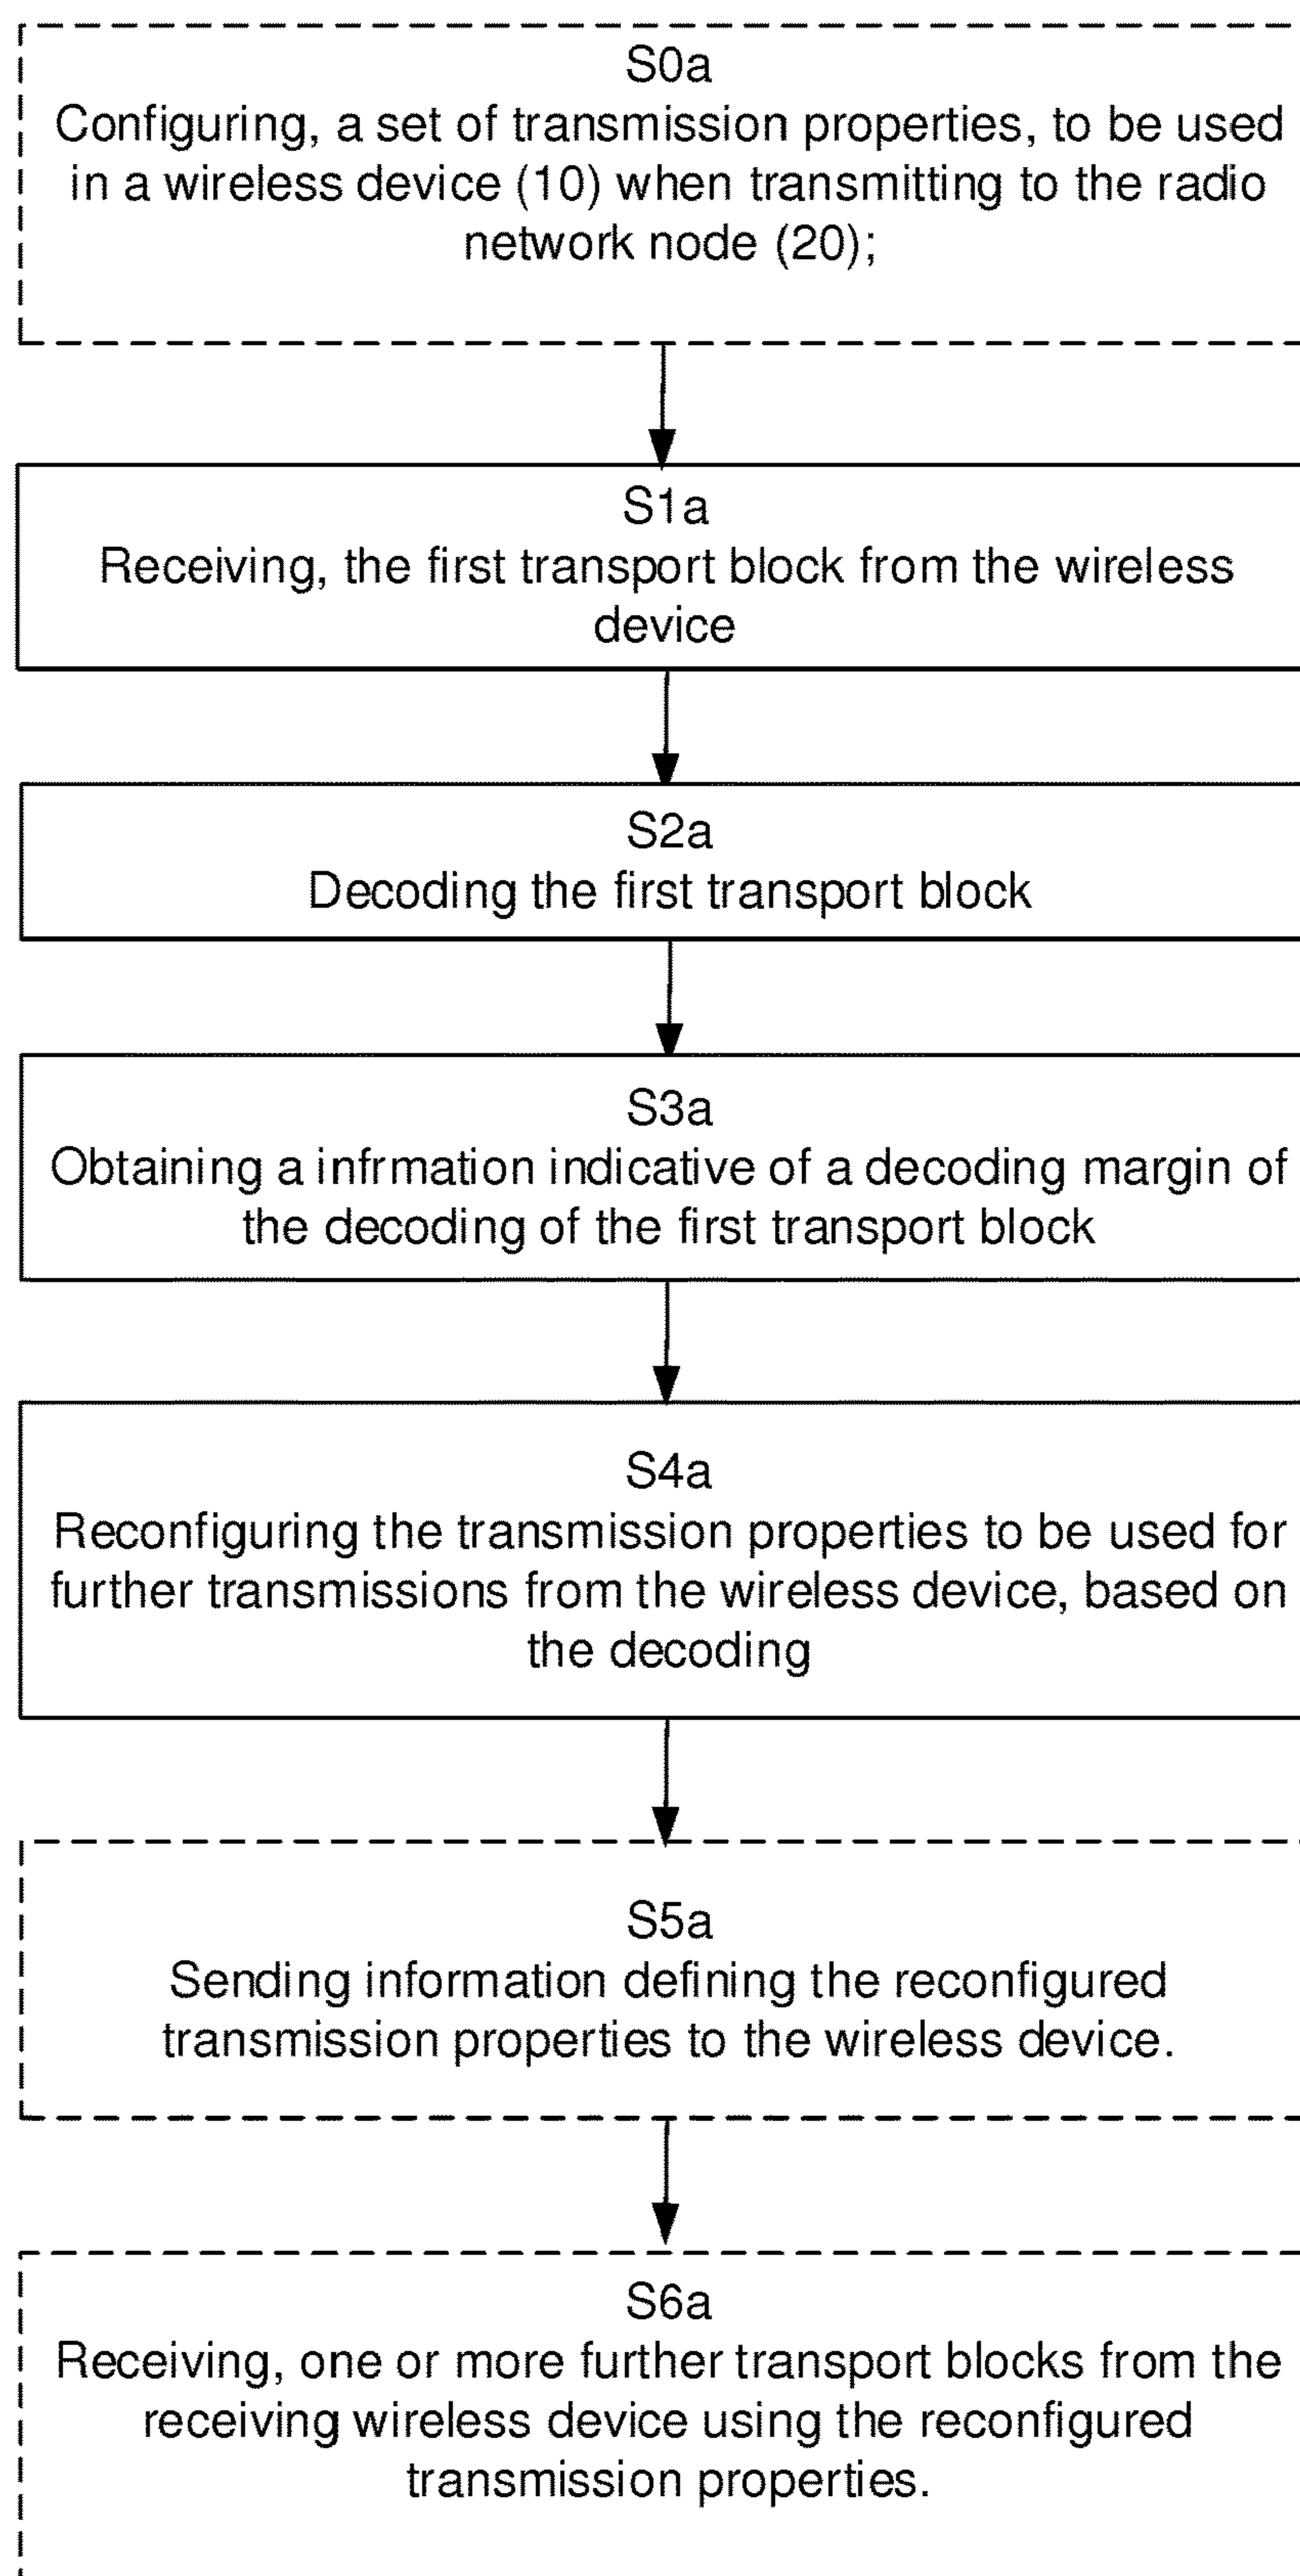 S0a
Configuring, a set of transmission properties, to be used
in a wireless device (10) when transmitting to the radio
network node (20);
S1a
Receiving, the first transport block from the wireless
device
S2a
Decoding the first transport block
S3a
Obtaining a infrmation indicative of a decoding margin of
the decoding of the first transport block
S4a
Reconfiguring the transmission properties to be used for
further transmissions from the wireless device, based on
the decoding
S5a
Sending information defining the reconfigured
transmission properties to the wireless device.
S6a
Receiving, one or more further transport blocks from the
receiving wireless device using the reconfigured
transmission properties.